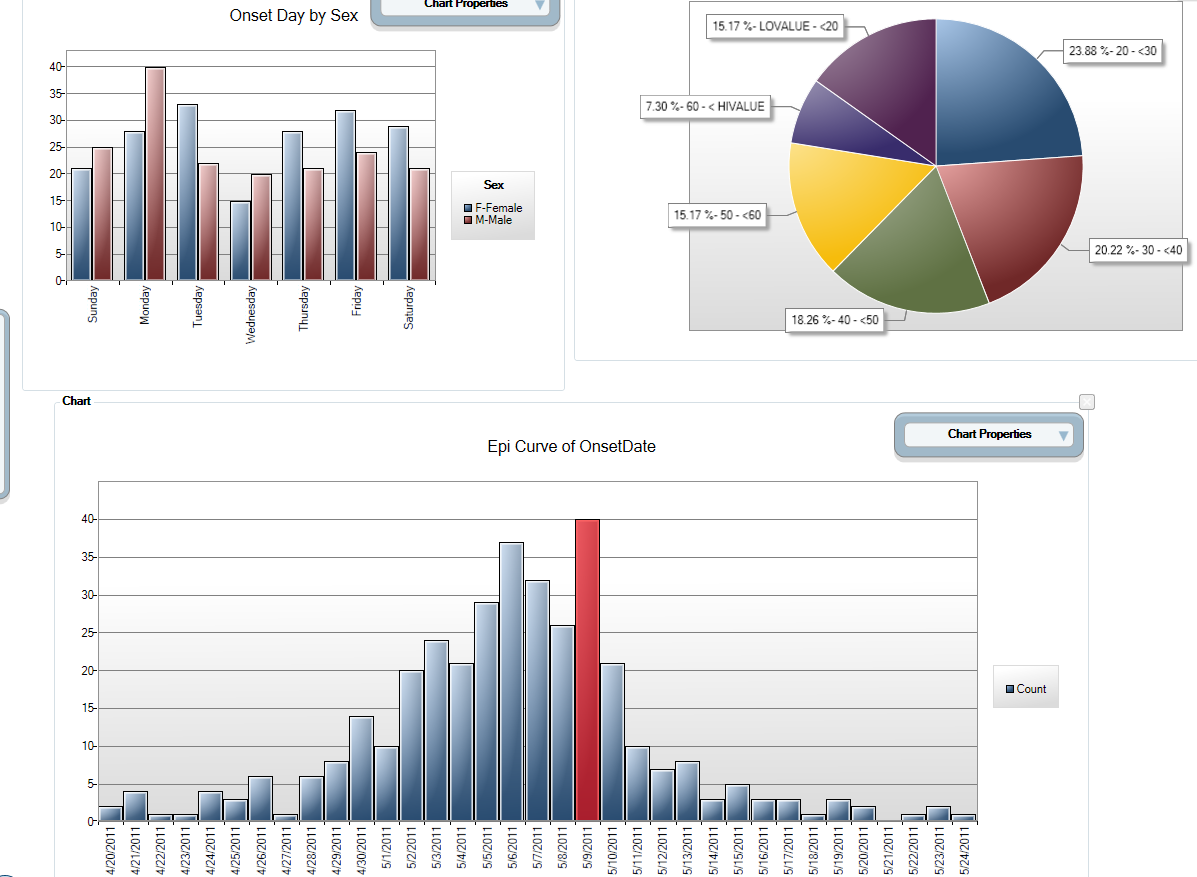 Chart Properties
Onset Day by Sex
40
35
30
25
20
15
10
5
0
Sunday
Monday
Tuesday
Wednesday
Thursday
Friday
Saturday
Sex
F-Female
M-Male
15.17 %- LOVALUE - <20
23.88 %- 20 - <30
7.30 %- 60 - < HIVALUE
15.17 %- 50 - <60
20.22 %- 30 - <40
18.26 %- 40 - <50
Chart
Chart Properties
Epi Curve of OnsetDate
40
35
30
25
20
15
10
5
0
4/20/2011
4/21/2011
4/22/2011
4/23/2011
4/24/2011
4/25/2011
4/26/2011
4/27/2011
4/28/2011
4/29/2011
4/30/2011
5/1/2011
5/2/2011
5/3/2011
5/4/2011
5/5/2011
5/6/2011
5/7/2011
5/8/2011
5/9/2011
5/10/2011
5/11/2011
5/12/2011
5/13/2011
5/14/2011
5/15/2011
5/16/2011
5/17/2011
5/18/2011
5/19/2011
5/20/2011
5/21/2011
5/22/2011
5/23/2011
5/24/2011
Count